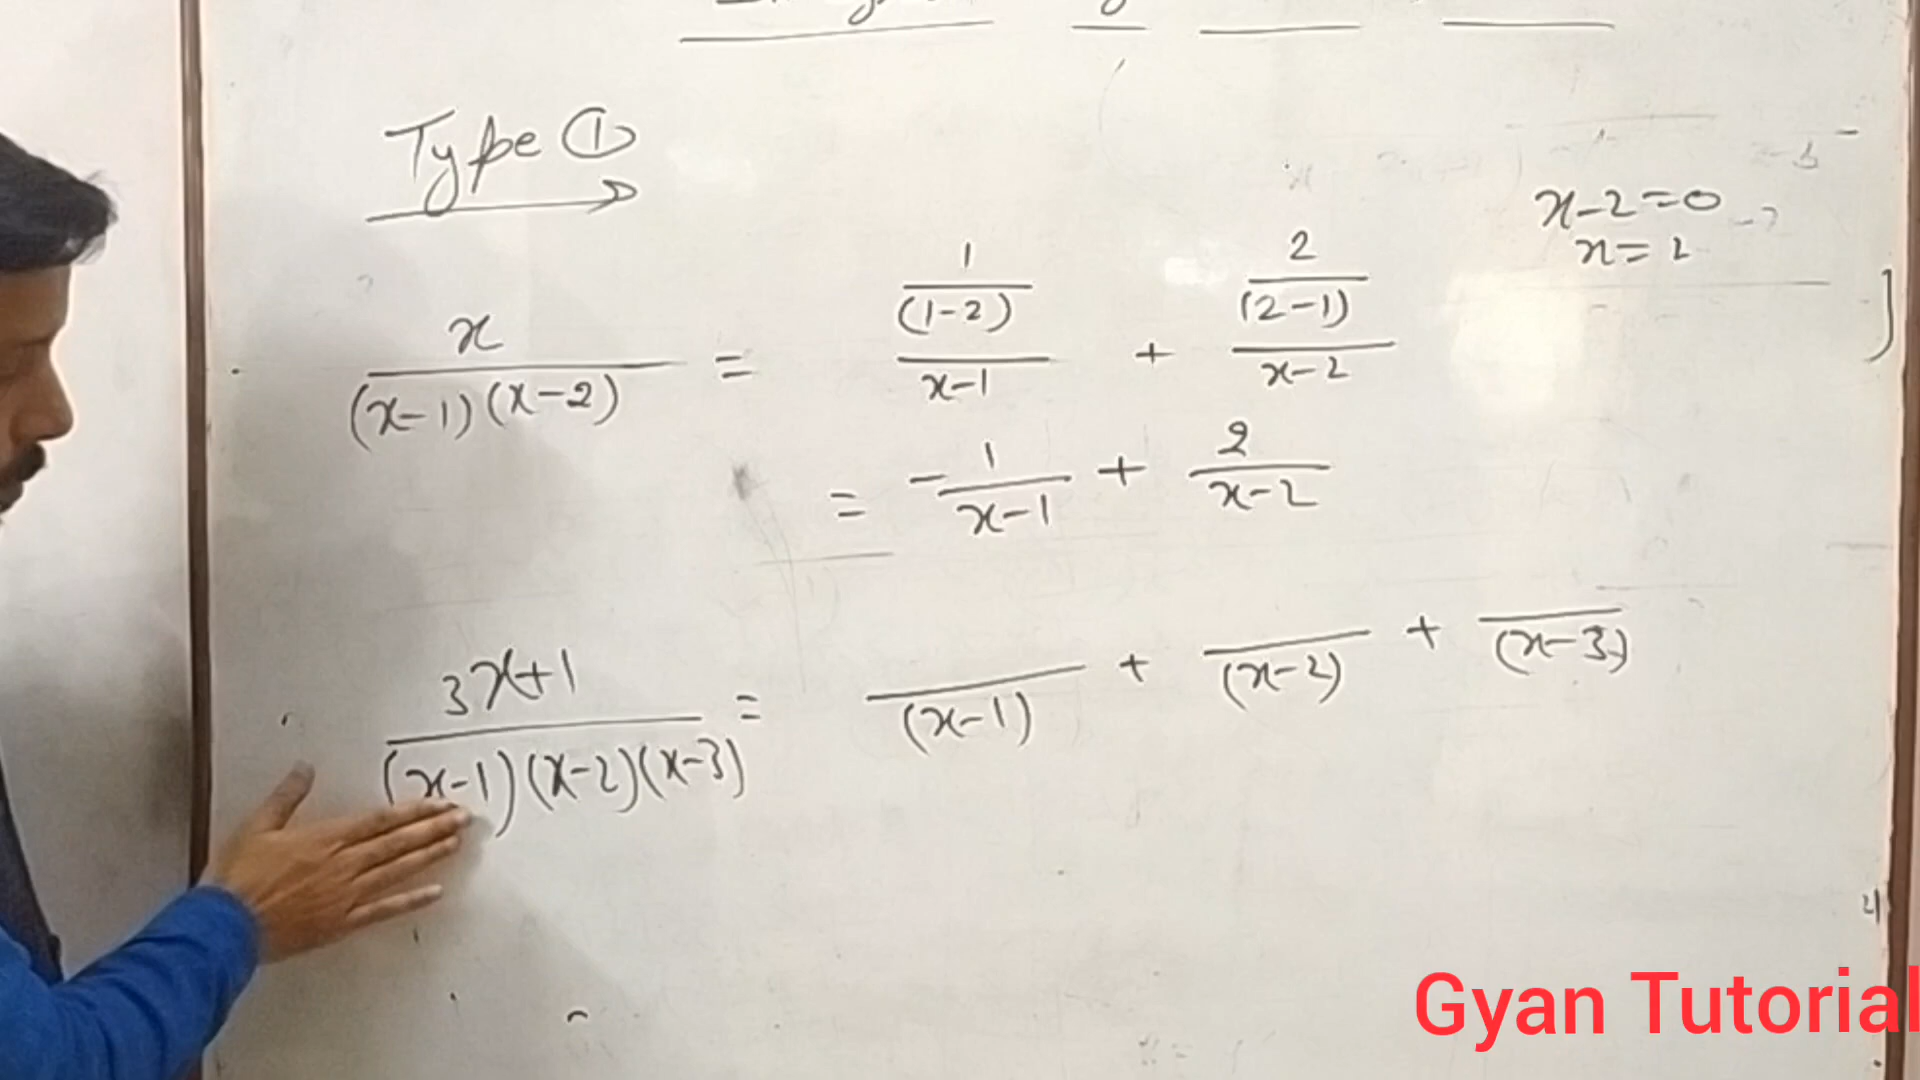 Type ①
x-2=0
x=2
x/((x-1)(x-2)) = (1/(1-2))/(x-1) + (2/(2-1))/(x-2)
= -1/(x-1) + 2/(x-2)
(3x+1)/((x-1)(x-2)(x-3)) = /(x-1) + /(x-2) + /(x-3)
Gyan Tutorial